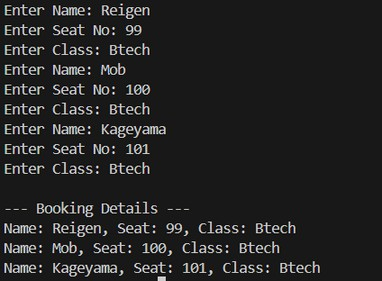 Enter Name: Reigen
Enter Seat No: 99
Enter Class: Btech
Enter Name: Mob
Enter Seat No: 100
Enter Class: Btech
Enter Name: Kageyama
Enter Seat No: 101
Enter Class: Btech

--- Booking Details ---
Name: Reigen, Seat: 99, Class: Btech
Name: Mob, Seat: 100, Class: Btech
Name: Kageyama, Seat: 101, Class: Btech